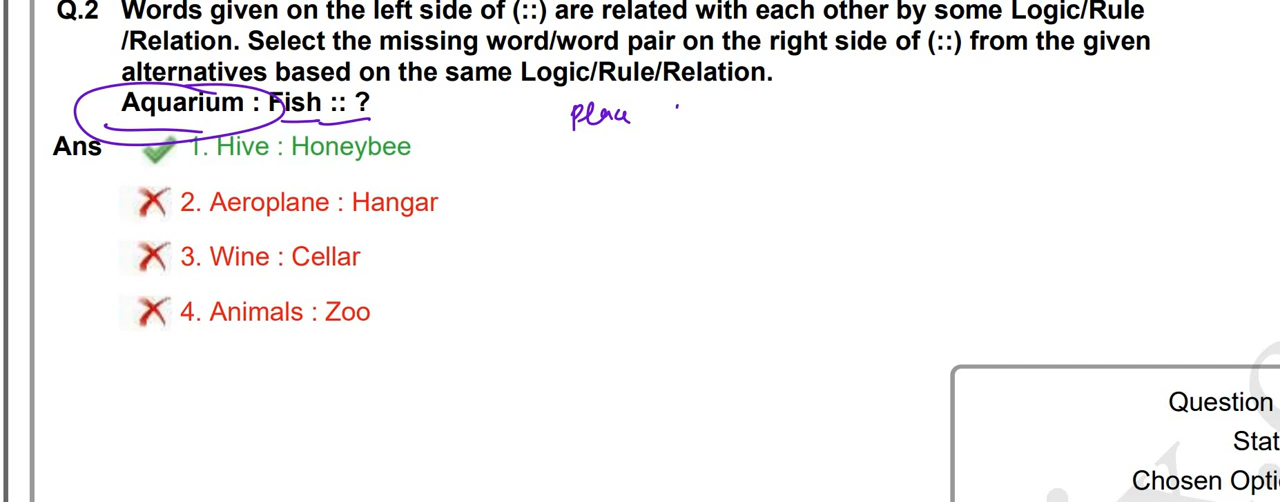 Q.2 Words given on the left side of (::) are related with each other by some Logic/Rule
/Relation. Select the missing word/word pair on the right side of (::) from the given
alternatives based on the same Logic/Rule/Relation.
Aquarium : Fish :: ?
Place
Ans 1. Hive : Honeybee
2. Aeroplane : Hangar
3. Wine : Cellar
4. Animals : Zoo
Question
Stat
Chosen Opti